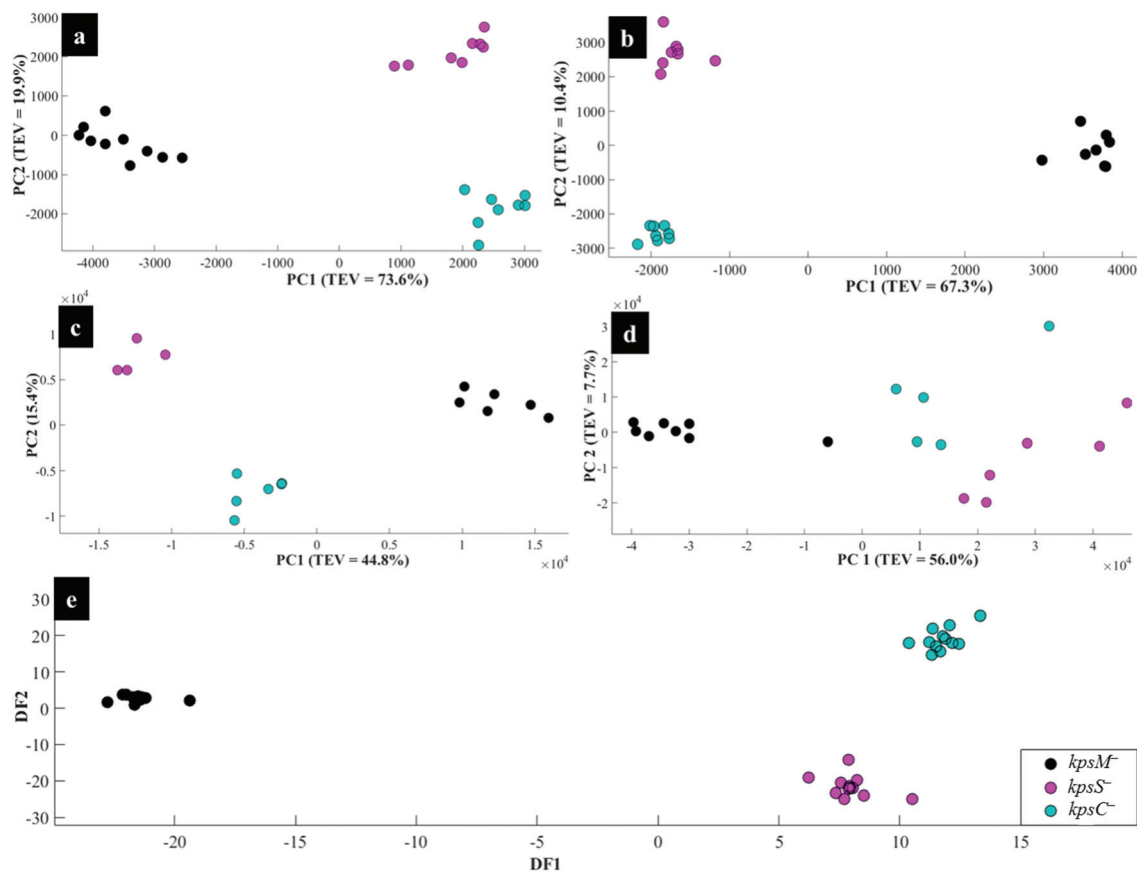 a
3000
2000
1000
0
-1000
-2000
PC2 (TEV = 19.9%)
-4000 -3000 -2000 -1000 0 1000 2000 3000
PC1 (TEV = 73.6%)
b
3000
2000
1000
0
-1000
-2000
-3000
PC2 (TEV = 10.4%)
-2000 -1000 0 1000 2000 3000 4000
PC1 (TEV = 67.3%)
×10⁴
c
1
0.5
0
-0.5
-1
PC2 (15.4%)
-1.5 -1 -0.5 0 0.5 1 1.5
PC1 (TEV = 44.8%)
×10⁴
×10⁴
d
3
2
1
0
-1
-2
PC 2 (TEV = 7.7%)
-4 -3 -2 -1 0 1 2 3 4
PC 1 (TEV = 56.0%)
×10⁴
e
30
20
10
0
-10
-20
-30
DF2
-20 -15 -10 -5 0 5 10 15
DF1
kpsM⁻
kpsS⁻
kpsC⁻